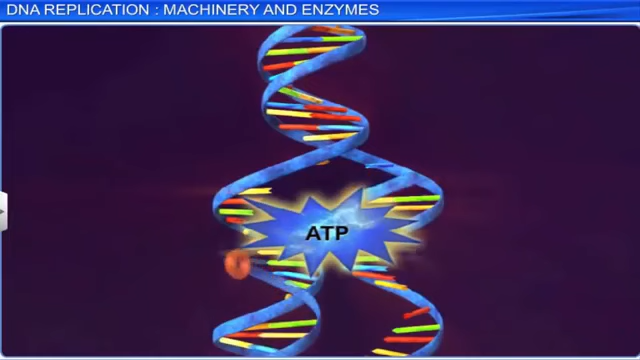 DNA REPLICATION : MACHINERY AND ENZYMES
ATP